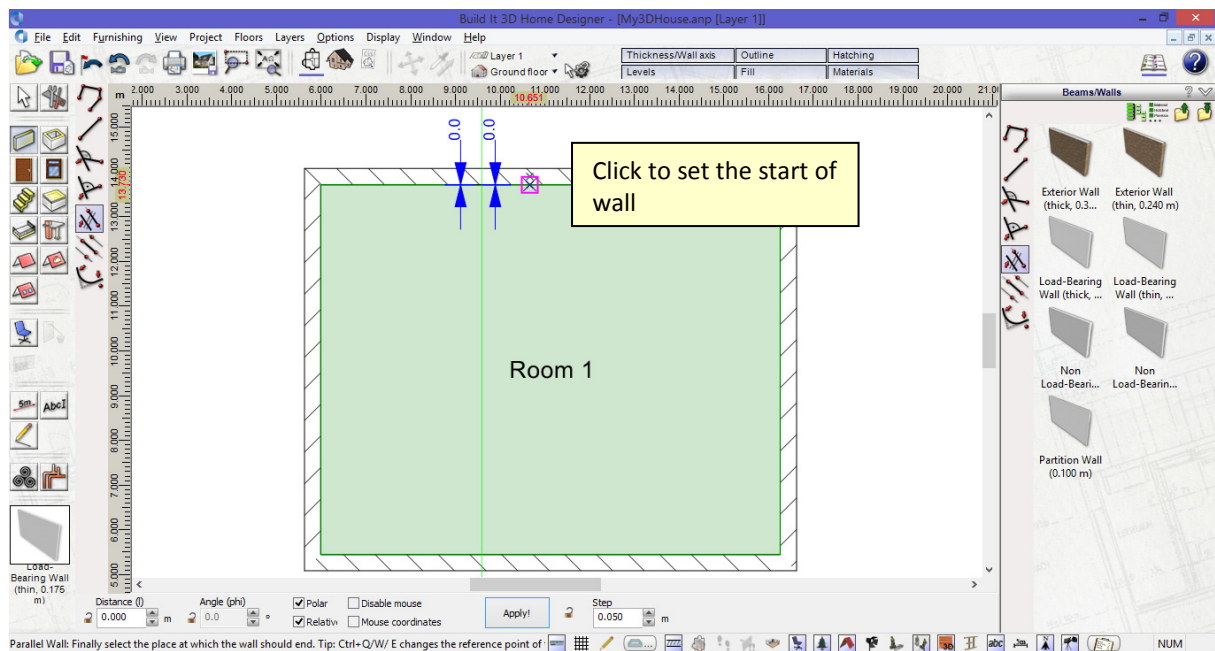 Build It 3D Home Designer - [My3DHouse.anp [Layer 1]]
File Edit Furnishing View Project Floors Layers Options Display Window Help
Layer 1
Ground floor
Thickness/Wall axis Outline Hatching
Levels Fill Materials
m 2.000 3.000 4.000 5.000 6.000 7.000 8.000 9.000 10.000 11.000 12.000 13.000 14.000 15.000 16.000 17.000 18.000 19.000 20.000 21.0
10.651
15.000
14.000
13.730
13.000
12.000
11.000
10.000
9.000
8.000
7.000
6.000
5.000
0.0 0.0
Click to set the start of
wall
Room 1
Beams/Walls
Exterior Wall Exterior Wall
(thick, 0.3... (thin, 0.240 m)
Load-Bearing Load-Bearing
Wall (thick, ... Wall (thin, ...
Non Non
Load-Beari... Load-Bearin...
Partition Wall
(0.100 m)
5m. AbcI
Load-
Bearing Wall
(thin, 0.175
m)
Distance (l) Angle (phi) Polar Disable mouse Apply! Step
0.000 m 0.0 ° Relativ Mouse coordinates 0.050 m
Parallel Wall: Finally select the place at which the wall should end. Tip: Ctrl+Q/W/ E changes the reference point of
3D abc NUM